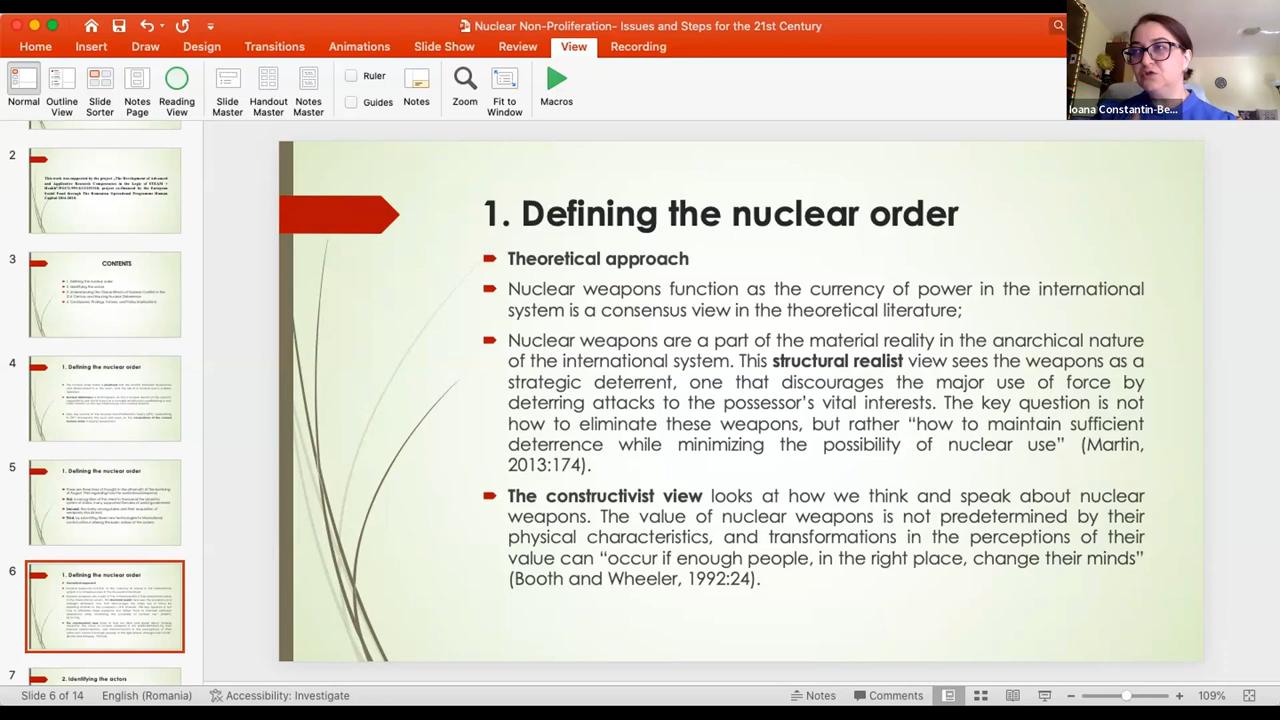 Nuclear Non-Proliferation- Issues and Steps for the 21st Century
Home Insert Draw Design Transitions Animations Slide Show Review View Recording
Normal
Outline View
Slide Sorter
Notes Page
Reading View
Slide Master
Handout Master
Notes Master
Ruler
Guides
Notes
Zoom
Fit to Window
Macros
Ioana Constantin-Be...
2
3
CONTENTS
4
1. Defining the nuclear order
5
1. Defining the nuclear order
6
1. Defining the nuclear order
7
2. Identifying the actors
1. Defining the nuclear order
Theoretical approach
Nuclear weapons function as the currency of power in the international
system is a consensus view in the theoretical literature;
Nuclear weapons are a part of the material reality in the anarchical nature
of the international system. This structural realist view sees the weapons as a
strategic deterrent, one that discourages the major use of force by
deterring attacks to the possessor's vital interests. The key question is not
how to eliminate these weapons, but rather “how to maintain sufficient
deterrence while minimizing the possibility of nuclear use” (Martin,
2013:174).
The constructivist view looks at how we think and speak about nuclear
weapons. The value of nuclear weapons is not predetermined by their
physical characteristics, and transformations in the perceptions of their
value can “occur if enough people, in the right place, change their minds”
(Booth and Wheeler, 1992:24).
Slide 6 of 14 English (Romania) Accessibility: Investigate Notes Comments 109%